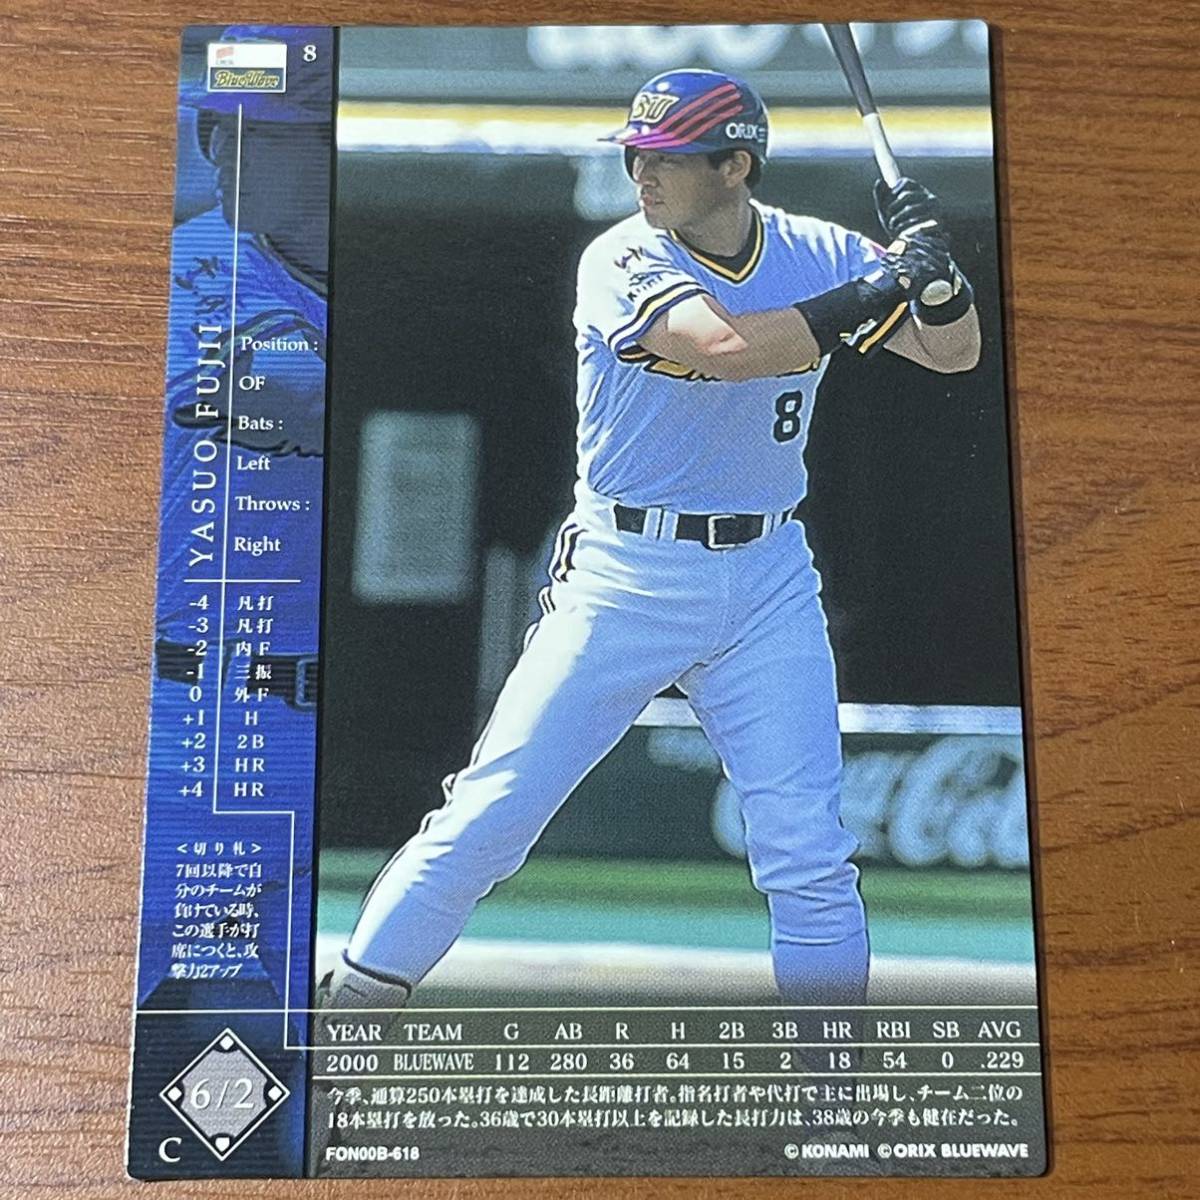 BlueWave
8
YASUO FUJII
Position :
OF
Bats :
Left
Throws :
Right
-4 凡打
-3 凡打
-2 内F
-1 三振
0 外F
+1 H
+2 2B
+3 HR
+4 HR
<切り札>
7回以降で自
分のチームが
負けている時、
この選手が打
席につくと、攻
撃力2アップ
6/2
C
BW
ORIX
8
YEAR TEAM G AB R H 2B 3B HR RBI SB AVG
2000 BLUEWAVE 112 280 36 64 15 2 18 54 0 .229
今季、通算250本塁打を達成した長距離打者。指名打者や代打で主に出場し、チーム二位の
18本塁打を放った。36歳で30本塁打以上を記録した長打力は、38歳の今季も健在だった。
FON00B-618
©KONAMI ©ORIX BLUEWAVE